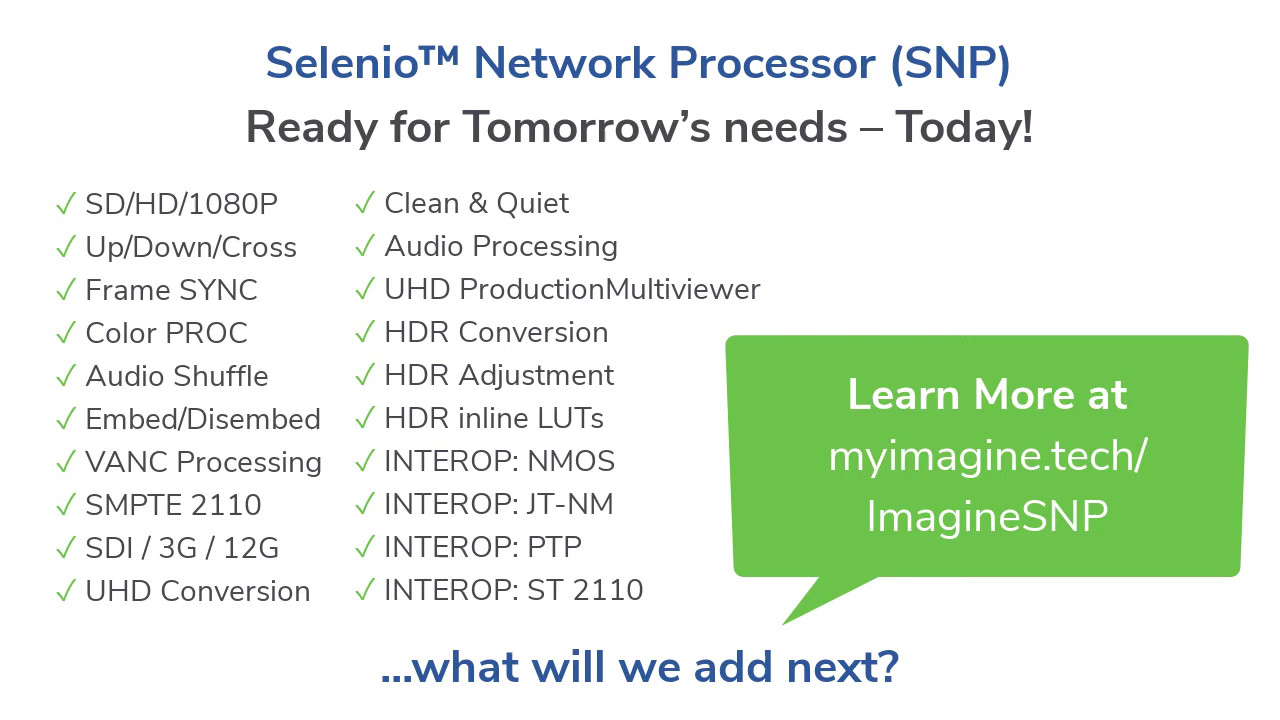 Selenio™ Network Processor (SNP)
Ready for Tomorrow’s needs – Today!
✓ SD/HD/1080P
✓ Up/Down/Cross
✓ Frame SYNC
✓ Color PROC
✓ Audio Shuffle
✓ Embed/Disembed
✓ VANC Processing
✓ SMPTE 2110
✓ SDI / 3G / 12G
✓ UHD Conversion
✓ Clean & Quiet
✓ Audio Processing
✓ UHD ProductionMultiviewer
✓ HDR Conversion
✓ HDR Adjustment
✓ HDR inline LUTs
✓ INTEROP: NMOS
✓ INTEROP: JT-NM
✓ INTEROP: PTP
✓ INTEROP: ST 2110
Learn More at
myimagine.tech/
ImagineSNP
...what will we add next?